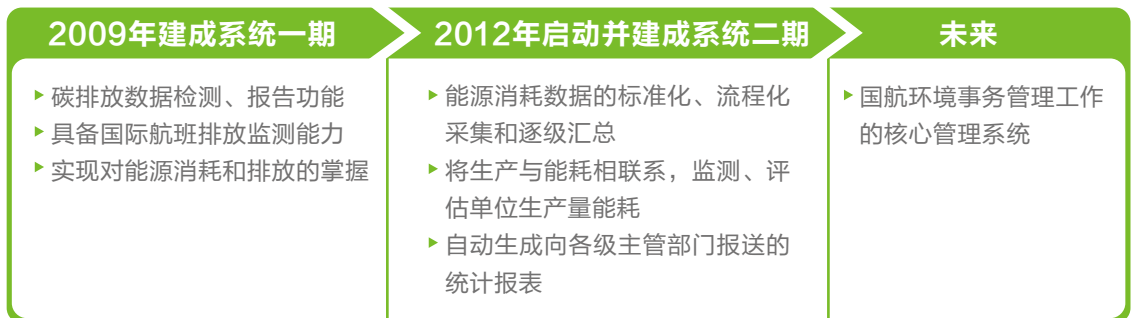 2009年建成系统一期
碳排放数据检测、报告功能
具备国际航班排放监测能力
实现对能源消耗和排放的掌握
2012年启动并建成系统二期
能源消耗数据的标准化、流程化
采集和逐级汇总
将生产与能耗相联系，监测、评
估单位生产量能耗
自动生成向各级主管部门报送的
统计报表
未来
国航环境事务管理工作
的核心管理系统